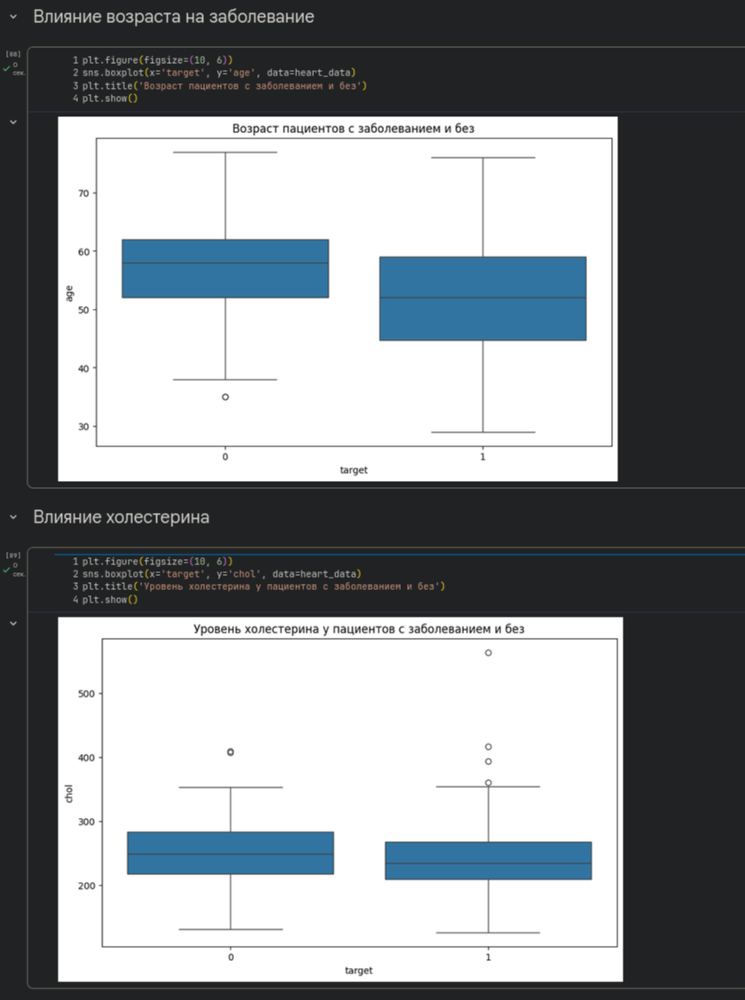 Влияние возраста на заболевание
[88]
0
сек.
1 plt.figure(figsize=(10, 6))
2 sns.boxplot(x='target', y='age', data=heart_data)
3 plt.title('Возраст пациентов с заболеванием и без')
4 plt.show()
Возраст пациентов с заболеванием и без
70
60
50
40
30
age
0
1
target
Влияние холестерина
[89]
0
сек.
1 plt.figure(figsize=(10, 6))
2 sns.boxplot(x='target', y='chol', data=heart_data)
3 plt.title('Уровень холестерина у пациентов с заболеванием и без')
4 plt.show()
Уровень холестерина у пациентов с заболеванием и без
500
400
300
200
chol
0
1
target